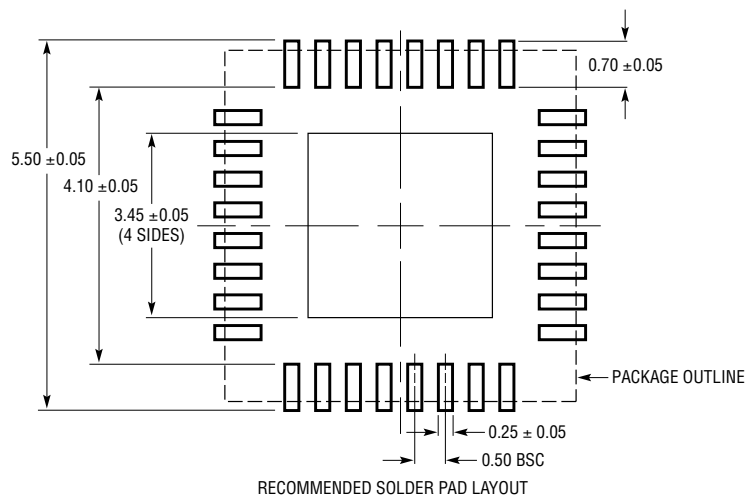 0.70 ±0.05
5.50 ±0.05
4.10 ±0.05
3.45 ±0.05
(4 SIDES)
PACKAGE OUTLINE
0.25 ± 0.05
0.50 BSC
RECOMMENDED SOLDER PAD LAYOUT